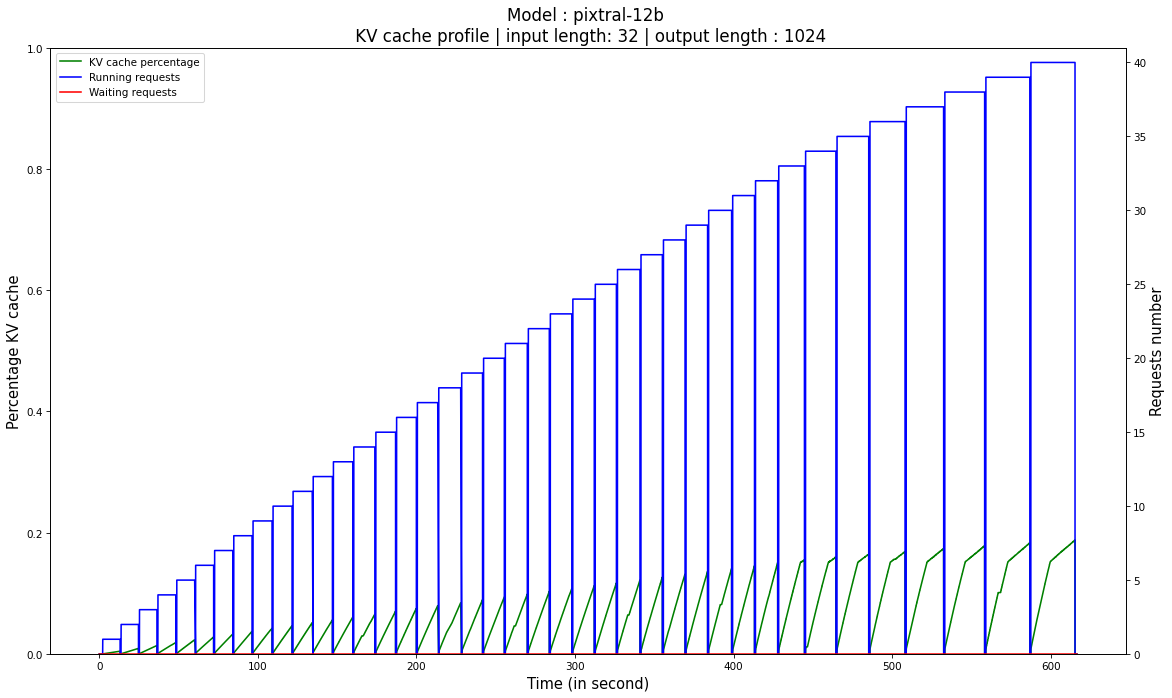 Model : pixtral-12b
KV cache profile | input length: 32 | output length : 1024
KV cache percentage
Running requests
Waiting requests
Percentage KV cache
1.0
0.8
0.6
0.4
0.2
0.0
0 100 200 300 400 500 600
Time (in second)
40
35
30
25
20
15
10
5
0
Requests number